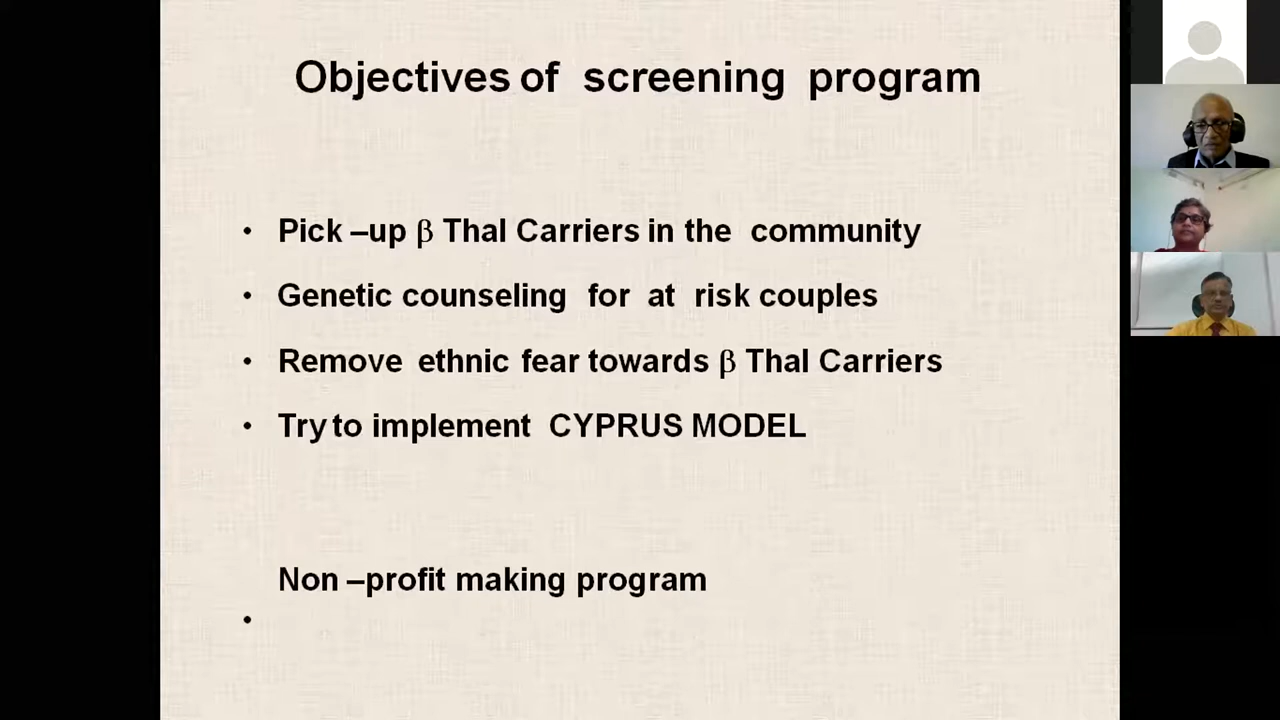 Objectives of screening program
• Pick –up β Thal Carriers in the community
• Genetic counseling for at risk couples
• Remove ethnic fear towards β Thal Carriers
• Try to implement CYPRUS MODEL
Non –profit making program
•